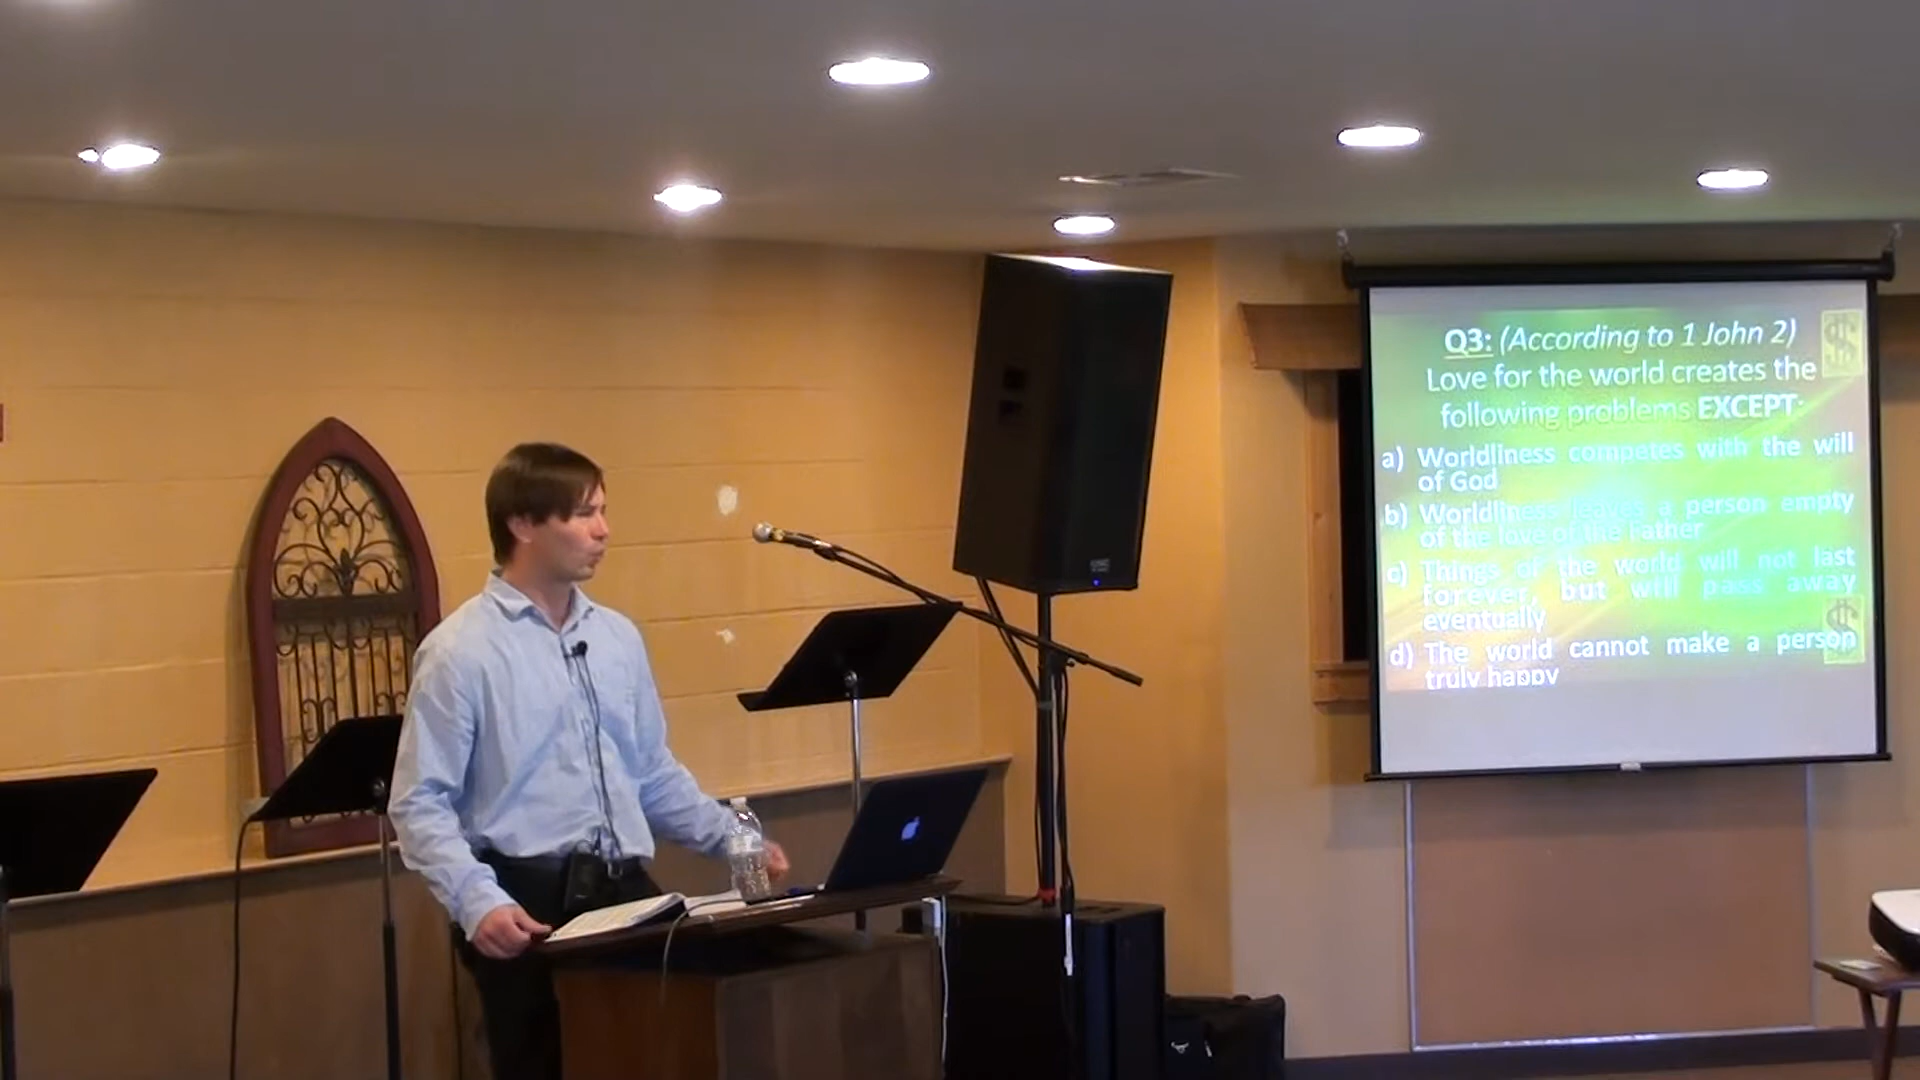 Q3: (According to 1 John 2)
Love for the world creates the
following problems EXCEPT:
a) Worldliness competes with the will
of God
b) Worldliness leaves a person empty
of the love of the Father
c) Things of the world will not last
forever, but will pass away
eventually
d) The world cannot make a person
truly happy